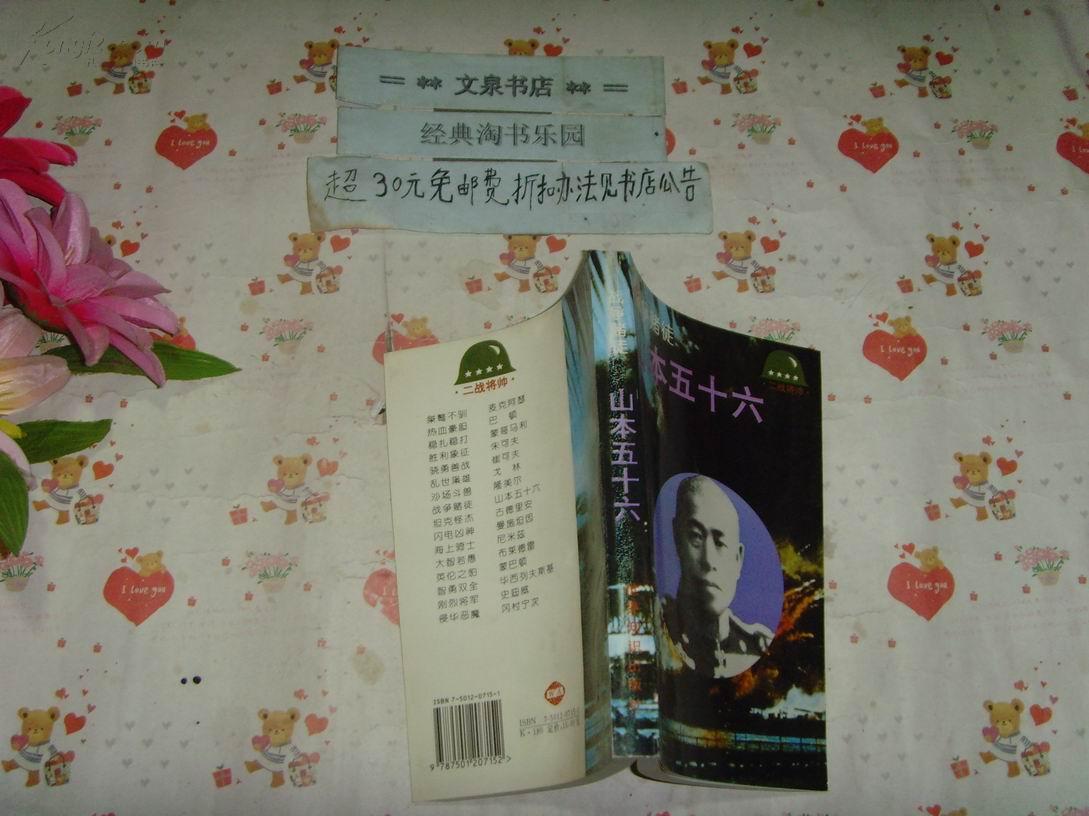 == ** 文泉书店 ** ==
经典淘书乐园
超30元免邮费折扣办法见书店公告
二战将帅
桀骜不驯 麦克阿瑟
热血豪胆 巴顿
稳扎稳打 蒙哥马利
胜利象征 朱可夫
骁勇善战 崔可夫
乱世枭雄 戈林
沙场斗兽 隆美尔
战争赌徒 山本五十六
坦克怪杰 古德里安
闪电凶神 曼施坦因
海上骑士 尼米兹
大智若愚 布莱德雷
英伦之豹 蒙巴顿
智勇双全 华西列夫斯基
刚烈将军 史迪威
侵华恶魔 冈村宁次
ISBN 7-5012-0715-1
9 787501 207152 >
战争赌徒
山本五十六
赌徒
本五十六
二战将帅
I love you
I love you
I love you
I love you
I love you
I love you